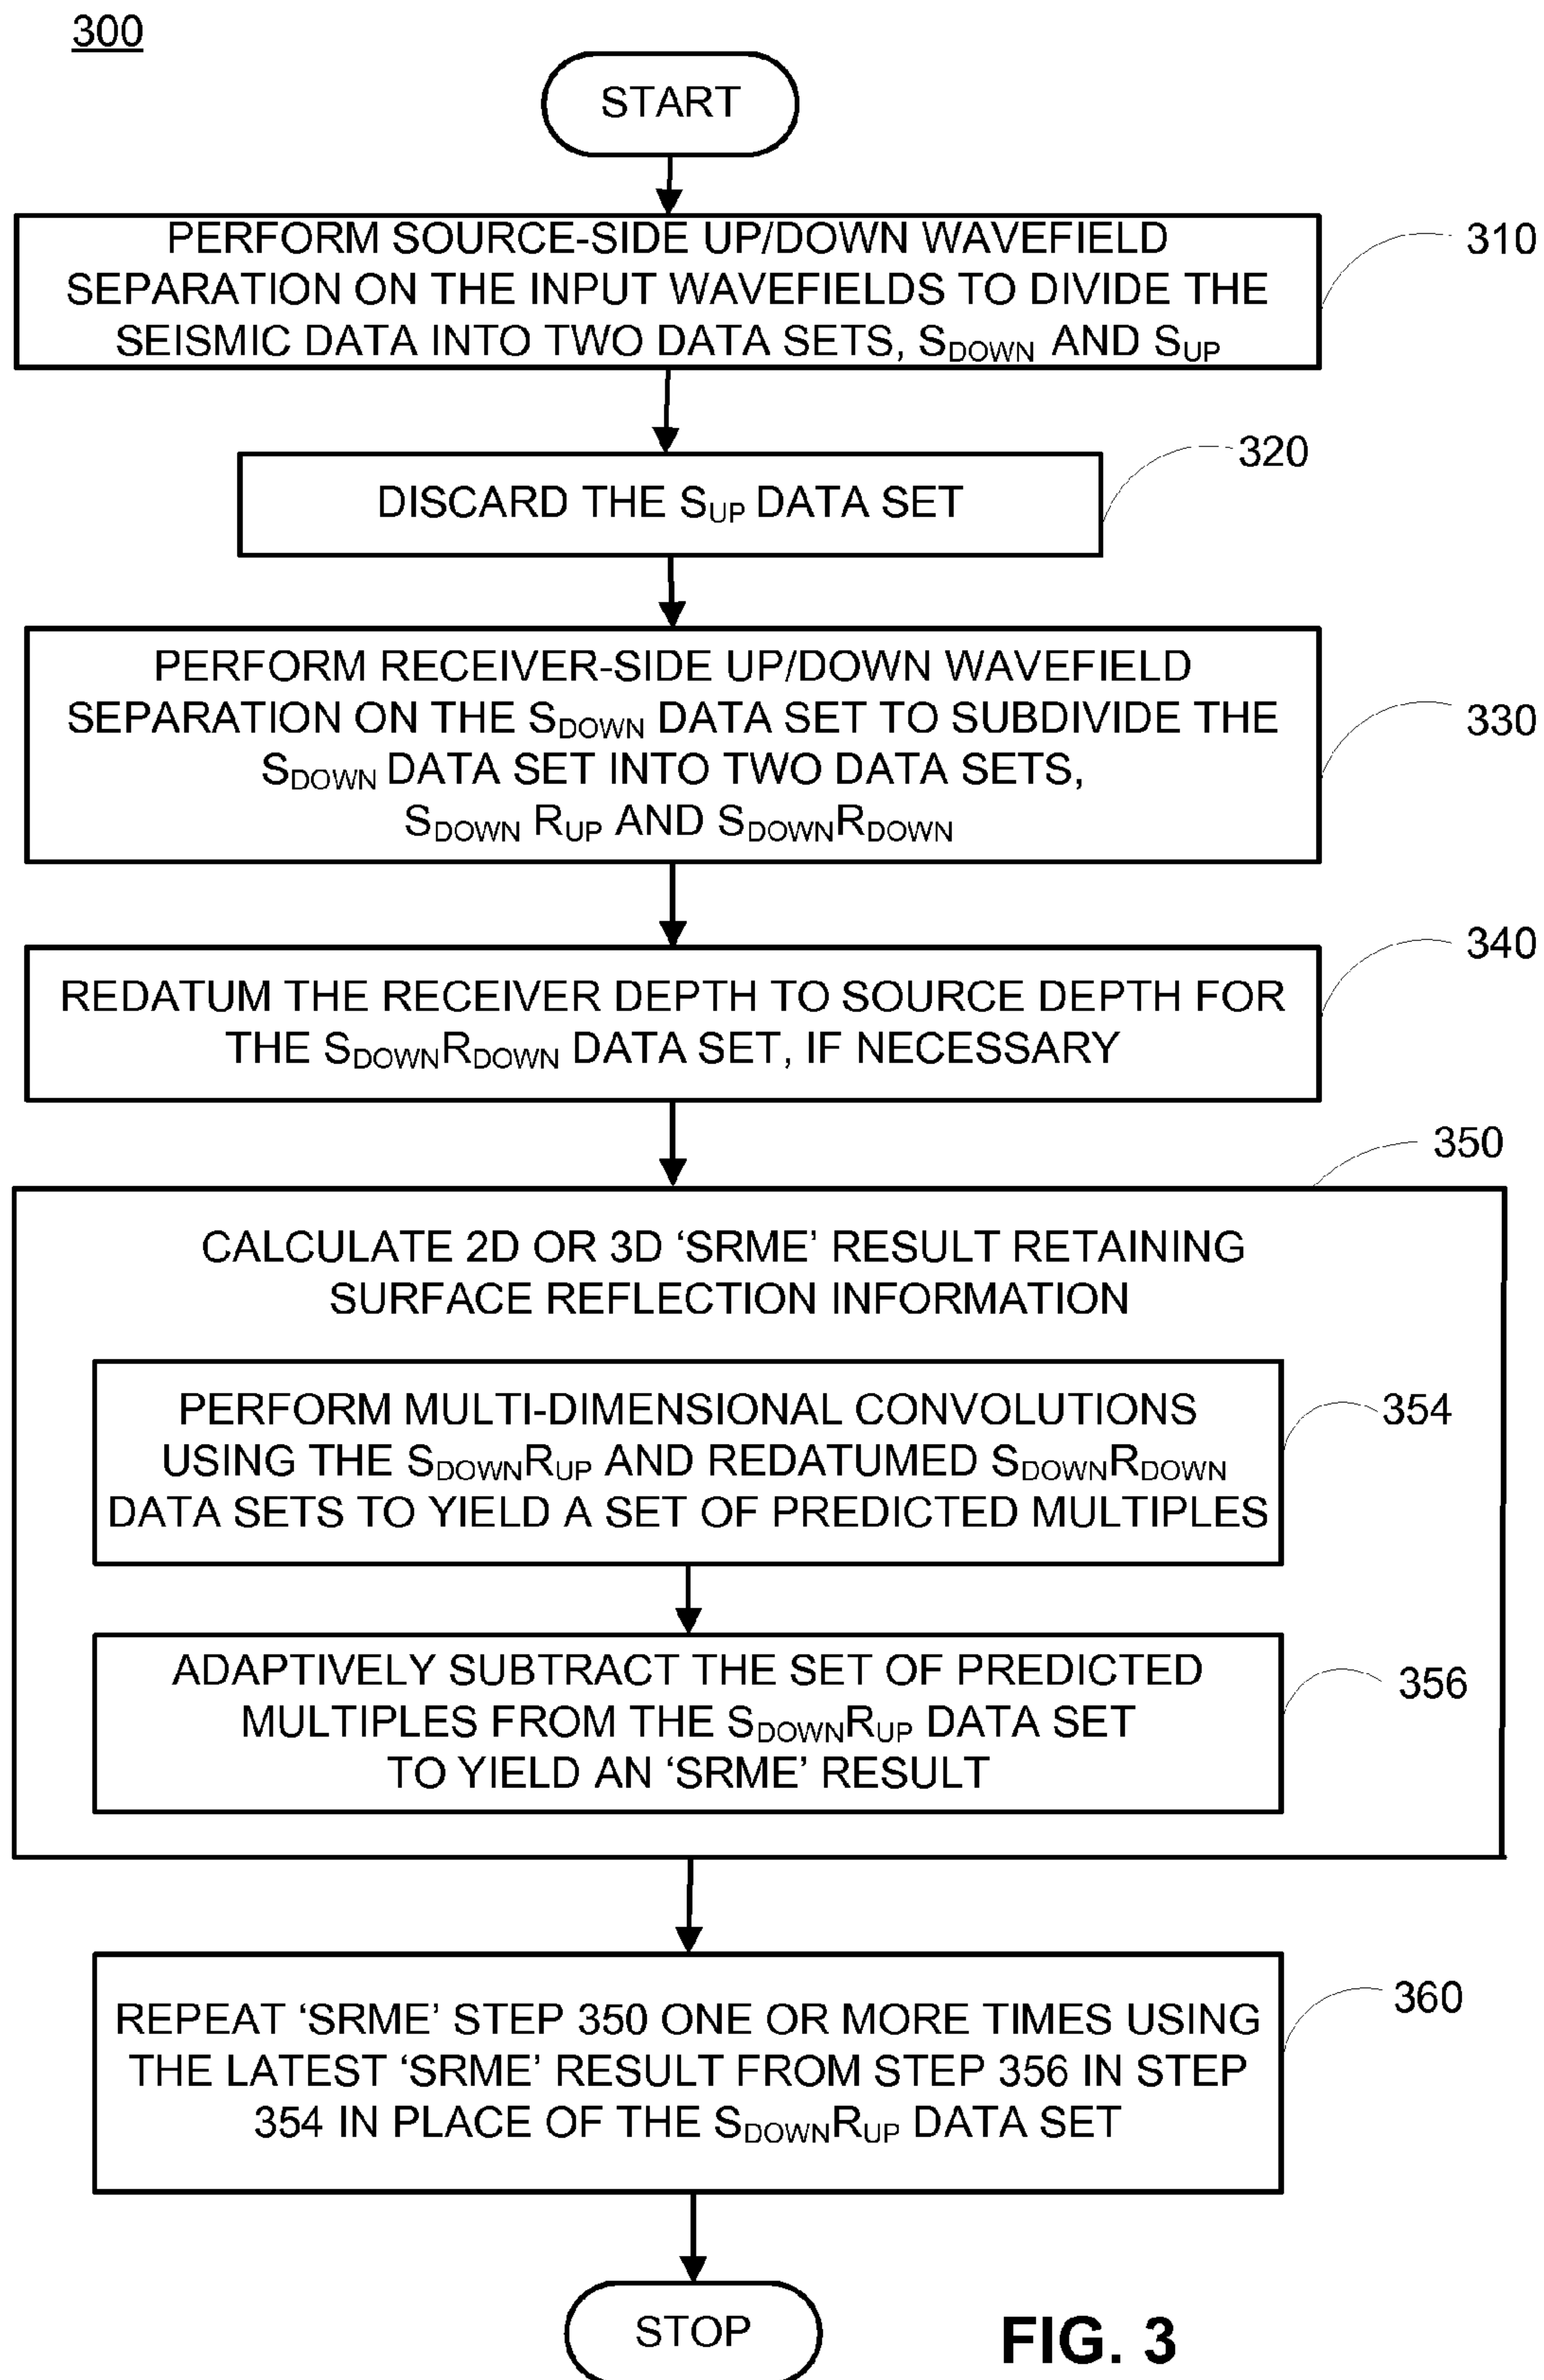 300
START
PERFORM SOURCE-SIDE UP/DOWN WAVEFIELD
SEPARATION ON THE INPUT WAVEFIELDS TO DIVIDE THE
SEISMIC DATA INTO TWO DATA SETS, SDOWN AND SUP
310
DISCARD THE SUP DATA SET
320
PERFORM RECEIVER-SIDE UP/DOWN WAVEFIELD
SEPARATION ON THE SDOWN DATA SET TO SUBDIVIDE THE
SDOWN DATA SET INTO TWO DATA SETS,
SDOWN RUP AND SDOWNRDOWN
330
REDATUM THE RECEIVER DEPTH TO SOURCE DEPTH FOR
THE SDOWNRDOWN DATA SET, IF NECESSARY
340
350
CALCULATE 2D OR 3D ‘SRME’ RESULT RETAINING
SURFACE REFLECTION INFORMATION
PERFORM MULTI-DIMENSIONAL CONVOLUTIONS
USING THE SDOWNRUP AND REDATUMED SDOWNRDOWN
DATA SETS TO YIELD A SET OF PREDICTED MULTIPLES
354
ADAPTIVELY SUBTRACT THE SET OF PREDICTED
MULTIPLES FROM THE SDOWNRUP DATA SET
TO YIELD AN ‘SRME’ RESULT
356
REPEAT ‘SRME’ STEP 350 ONE OR MORE TIMES USING
THE LATEST ‘SRME’ RESULT FROM STEP 356 IN STEP
354 IN PLACE OF THE SDOWNRUP DATA SET
360
STOP
FIG. 3